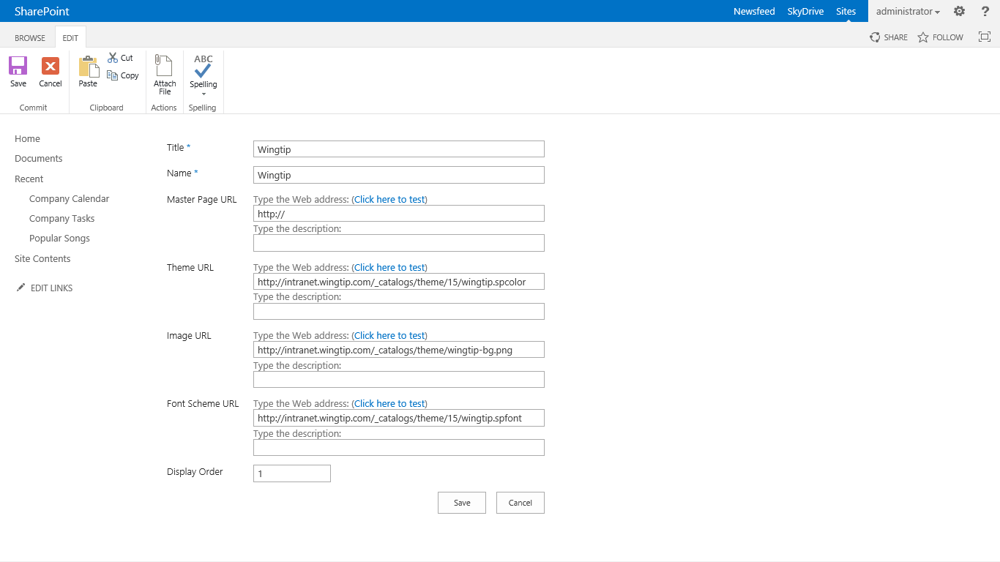 SharePoint
Newsfeed SkyDrive Sites administrator ?
BROWSE EDIT
SHARE FOLLOW
Save Cancel Paste Cut Copy Attach File ABC Spelling
Commit Clipboard Actions Spelling
Home
Documents
Recent
Company Calendar
Company Tasks
Popular Songs
Site Contents
EDIT LINKS
Title * Wingtip
Name * Wingtip
Master Page URL Type the Web address: (Click here to test)
http://
Type the description:
Theme URL Type the Web address: (Click here to test)
http://intranet.wingtip.com/_catalogs/theme/15/wingtip.spcolor
Type the description:
Image URL Type the Web address: (Click here to test)
http://intranet.wingtip.com/_catalogs/theme/wingtip-bg.png
Type the description:
Font Scheme URL Type the Web address: (Click here to test)
http://intranet.wingtip.com/_catalogs/theme/15/wingtip.spfont
Type the description:
Display Order 1
Save Cancel